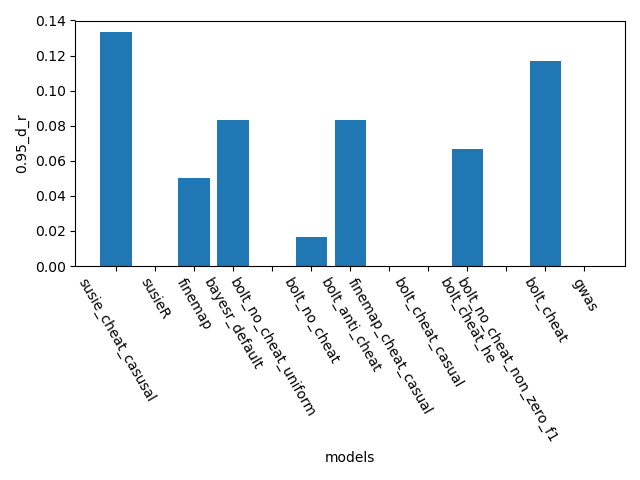 0.14
0.12
0.10
0.08
0.06
0.04
0.02
0.00
0.95_d_r
susie_cheat_casusal
susieR
finemap
bayesr_default
bolt_no_cheat_uniform
bolt_no_cheat
bolt_anti_cheat
finemap_cheat_casual
bolt_cheat_casual
bolt_cheat_he
bolt_no_cheat_non_zero_f1
bolt_cheat
gwas
models